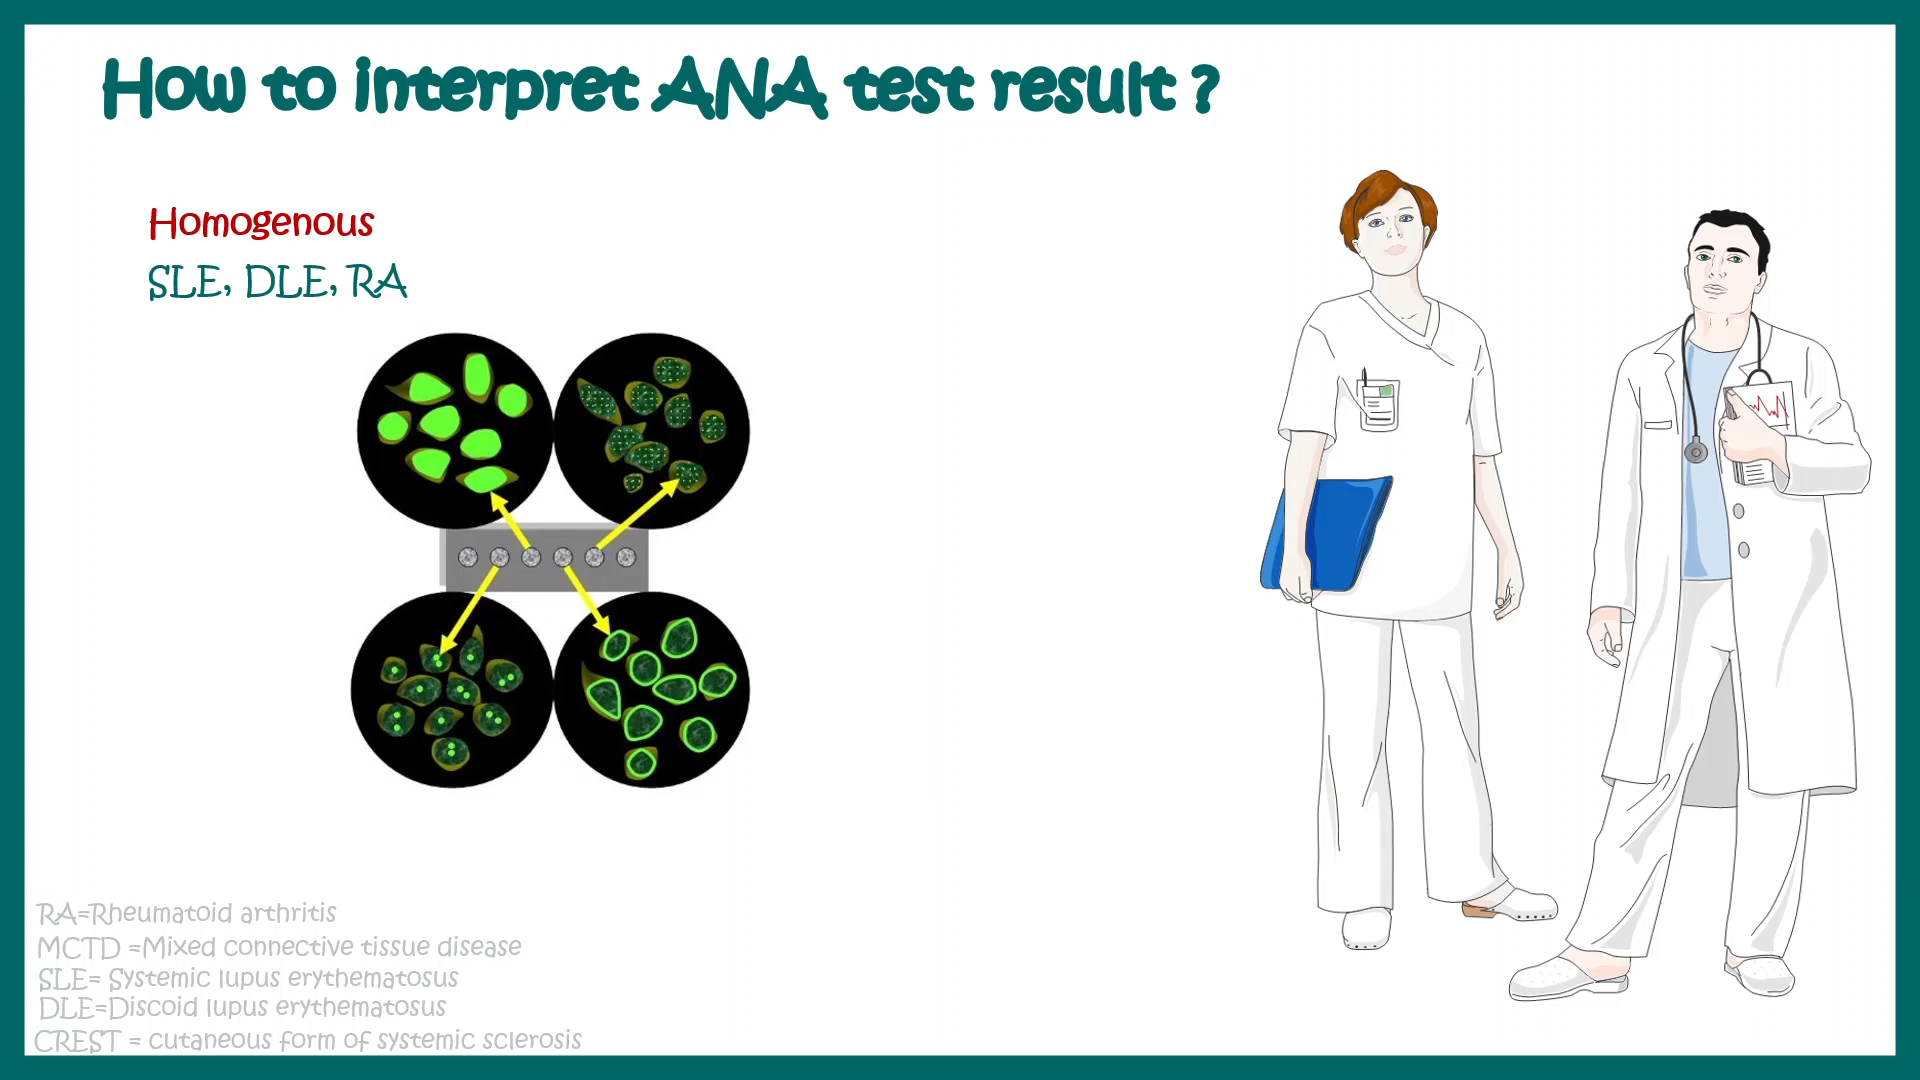 How to interpret ANA test result ?
Homogenous
SLE, DLE, RA
RA=Rheumatoid arthritis
MCTD =Mixed connective tissue disease
SLE= Systemic lupus erythematosus
DLE=Discoid lupus erythematosus
CREST = cutaneous form of systemic sclerosis